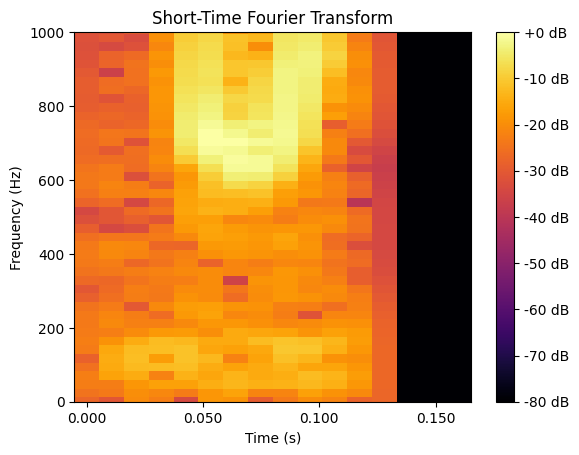 Short-Time Fourier Transform
1000
800
600
400
200
0
Frequency (Hz)
0.000
0.050
0.100
0.150
Time (s)
+0 dB
-10 dB
-20 dB
-30 dB
-40 dB
-50 dB
-60 dB
-70 dB
-80 dB